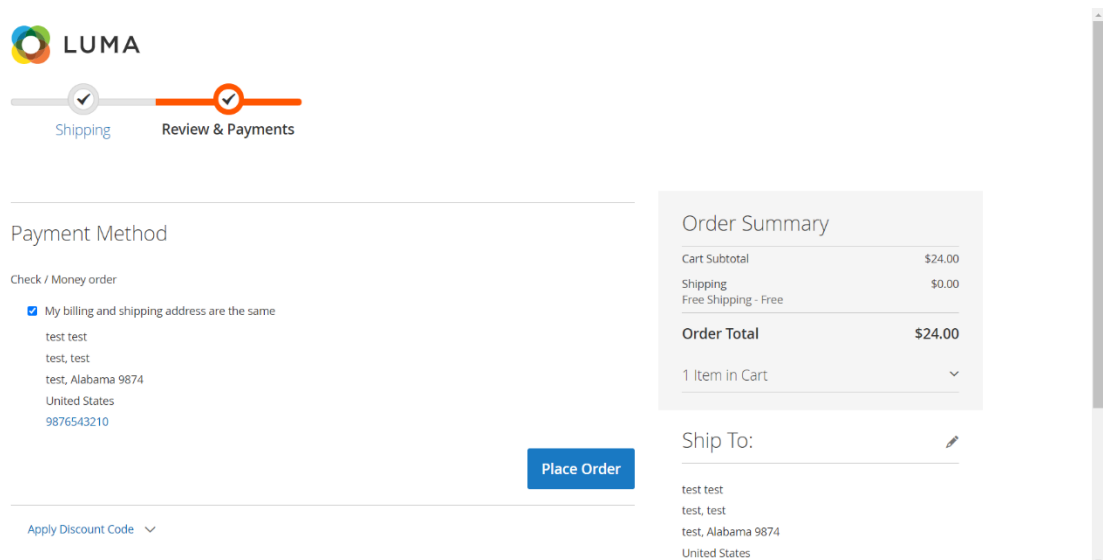 LUMA
Shipping
Review & Payments
Payment Method
Check / Money order
My billing and shipping address are the same
test test
test, test
test, Alabama 9874
United States
9876543210
Place Order
Apply Discount Code
Order Summary
Cart Subtotal $24.00
Shipping $0.00
Free Shipping - Free
Order Total $24.00
1 Item in Cart
Ship To:
test test
test, test
test, Alabama 9874
United States